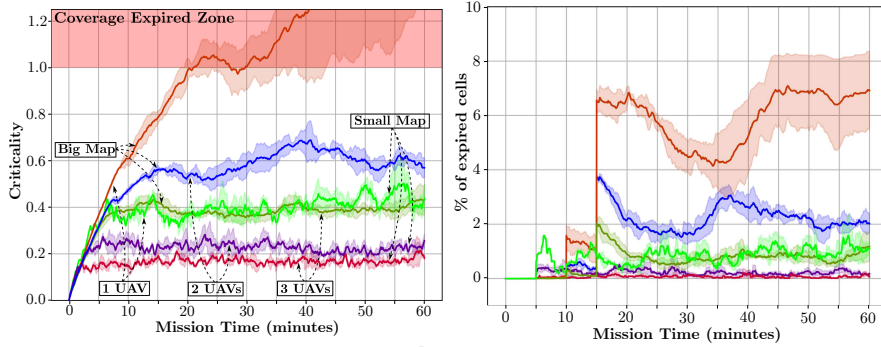 Coverage Expired Zone
1.2
1.0
0.8
0.6
0.4
0.2
0.0
Criticality
Small Map
Big Map
1 UAV
2 UAVs
3 UAVs
0 10 20 30 40 50 60
Mission Time (minutes)
10
8
6
4
2
0
% of expired cells
0 10 20 30 40 50 60
Mission Time (minutes)